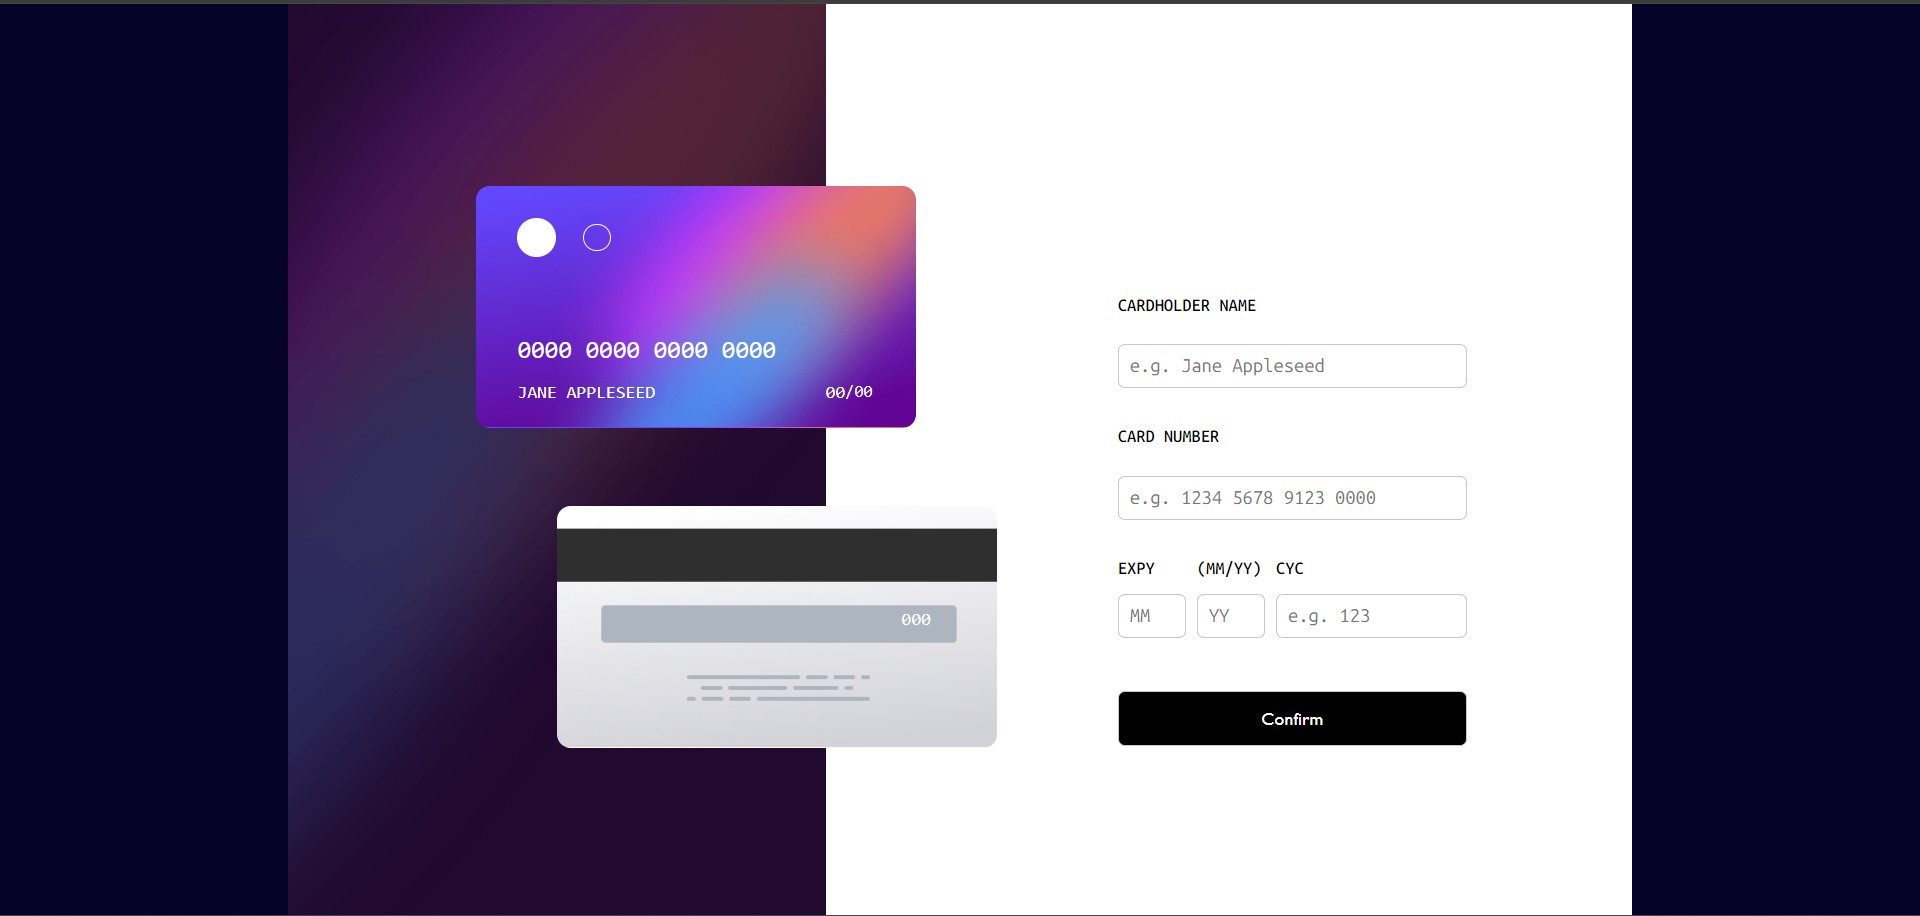 0000 0000 0000 0000
JANE APPLESEED 00/00
000
CARDHOLDER NAME
e.g. Jane Appleseed
CARD NUMBER
e.g. 1234 5678 9123 0000
EXPY (MM/YY) CYC
MM YY e.g. 123
Confirm